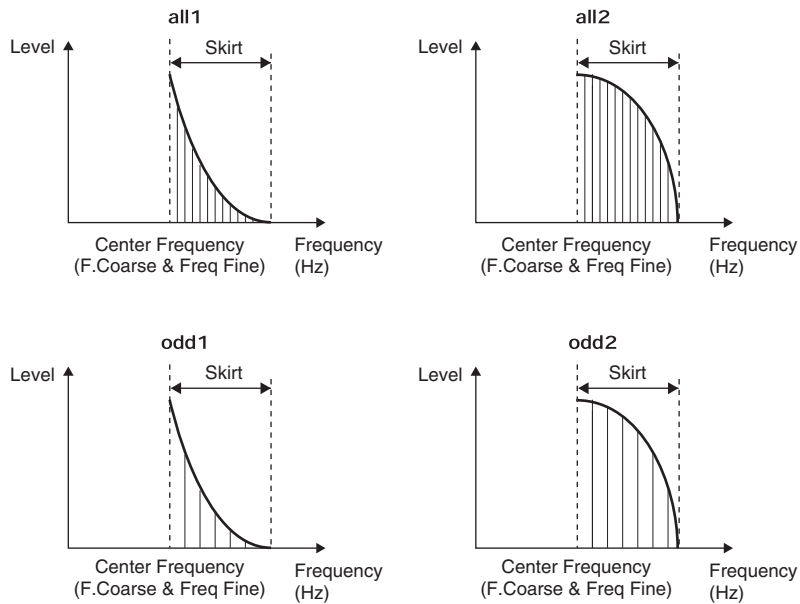 all1
Level
Skirt
Center Frequency
(F.Coarse & Freq Fine)
Frequency
(Hz)
all2
Level
Skirt
Center Frequency
(F.Coarse & Freq Fine)
Frequency
(Hz)
odd1
Level
Skirt
Center Frequency
(F.Coarse & Freq Fine)
Frequency
(Hz)
odd2
Level
Skirt
Center Frequency
(F.Coarse & Freq Fine)
Frequency
(Hz)